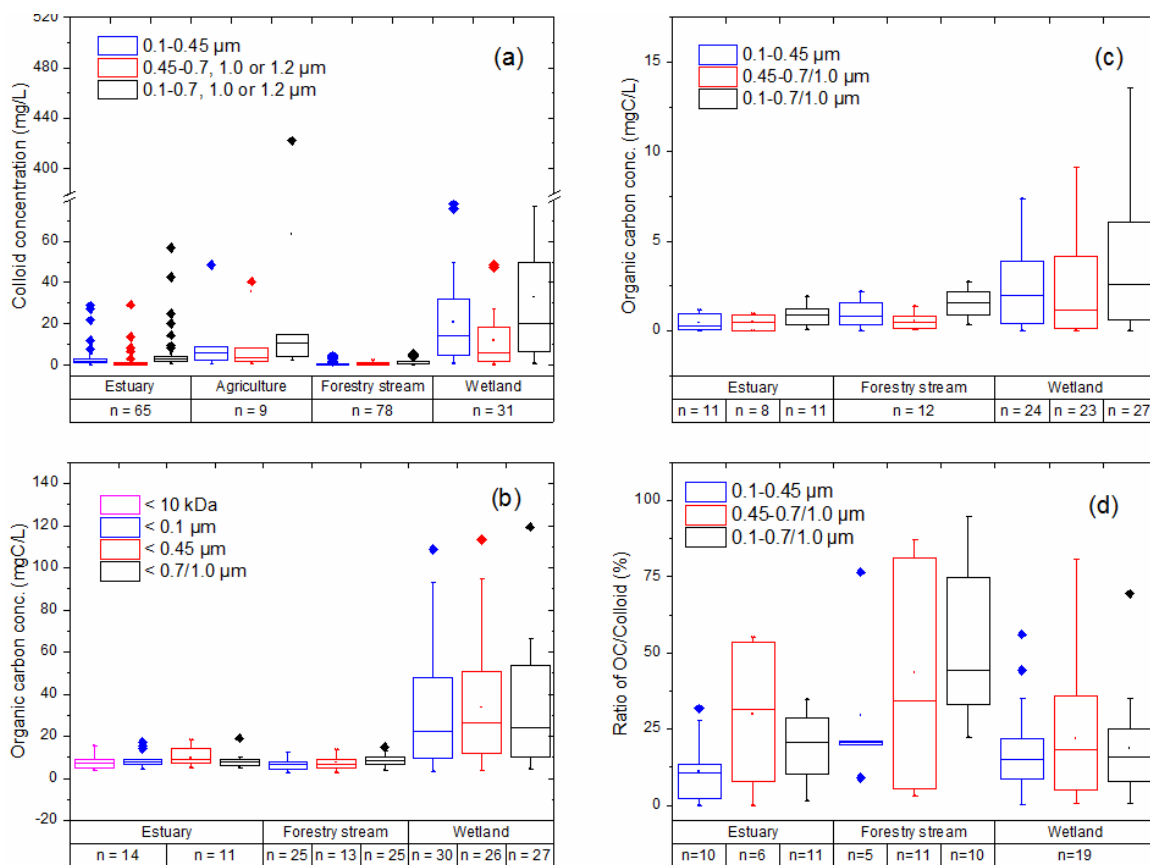 520
480
440
400
60
40
20
0
Colloid concentration (mg/L)
0.1-0.45 µm
0.45-0.7, 1.0 or 1.2 µm
0.1-0.7, 1.0 or 1.2 µm
(a)
Estuary Agriculture Forestry stream Wetland
n = 65 n = 9 n = 78 n = 31
15
10
5
0
Organic carbon conc. (mgC/L)
0.1-0.45 µm
0.45-0.7/1.0 µm
0.1-0.7/1.0 µm
(c)
Estuary Forestry stream Wetland
n = 11 n = 8 n = 11 n = 12 n = 24 n = 23 n = 27
140
120
100
80
60
40
20
0
-20
Organic carbon conc. (mgC/L)
< 10 kDa
< 0.1 µm
< 0.45 µm
< 0.7/1.0 µm
(b)
Estuary Forestry stream Wetland
n = 14 n = 11 n = 25 n = 13 n = 25 n = 30 n = 26 n = 27
100
75
50
25
0
Ratio of OC/Colloid (%)
0.1-0.45 µm
0.45-0.7/1.0 µm
0.1-0.7/1.0 µm
(d)
Estuary Forestry stream Wetland
n=10 n=6 n=11 n=5 n=11 n=10 n=19